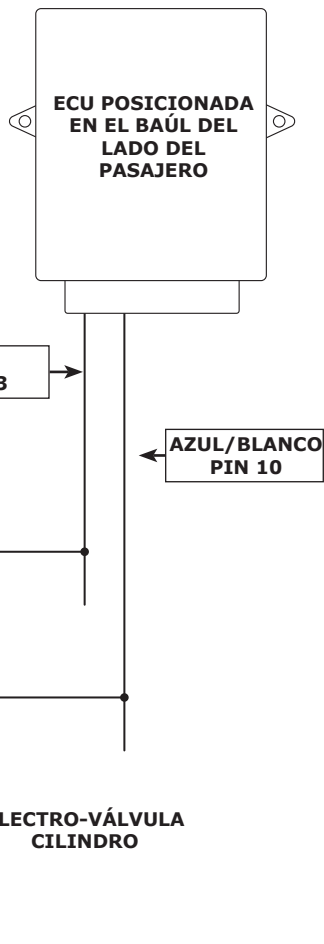 ECU POSICIONADA
EN EL BAÚL DEL
LADO DEL
PASAJERO
AZUL/BLANCO
PIN 10
CILINDRO